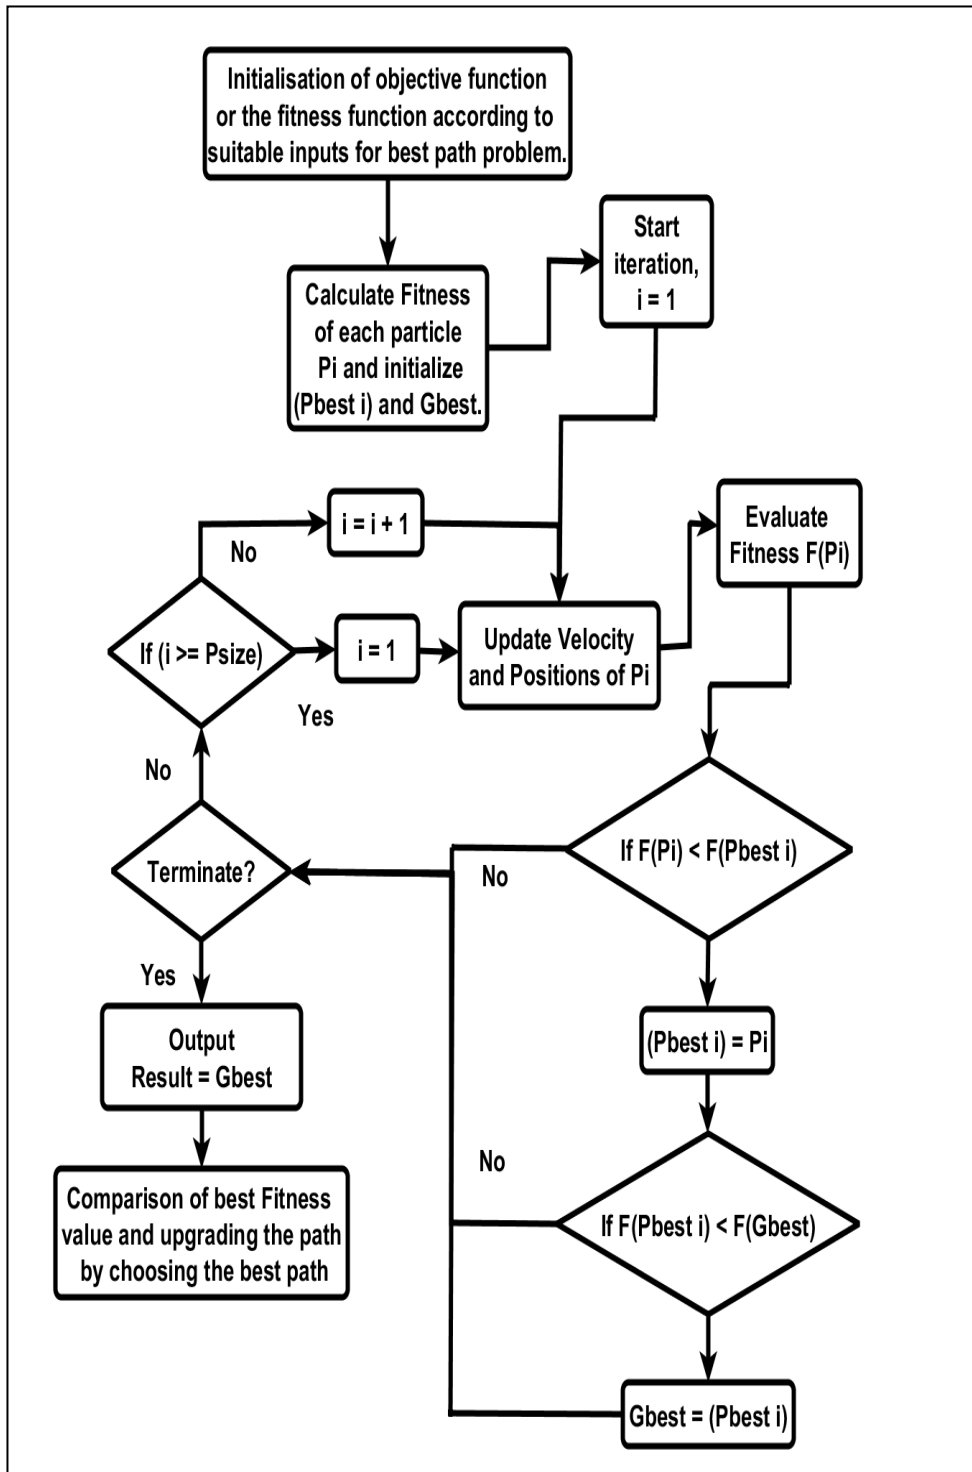 Initialisation of objective function
or the fitness function according to
suitable inputs for best path problem.
Start
iteration,
i = 1
Calculate Fitness
of each particle
Pi and initialize
(Pbest i) and Gbest.
i = i + 1
No
Evaluate
Fitness F(Pi)
If (i >= Psize)
i = 1
Update Velocity
and Positions of Pi
Yes
No
If F(Pi) < F(Pbest i)
No
Terminate?
Yes
Output
Result = Gbest
(Pbest i) = Pi
No
If F(Pbest i) < F(Gbest)
Comparison of best Fitness
value and upgrading the path
by choosing the best path
Gbest = (Pbest i)